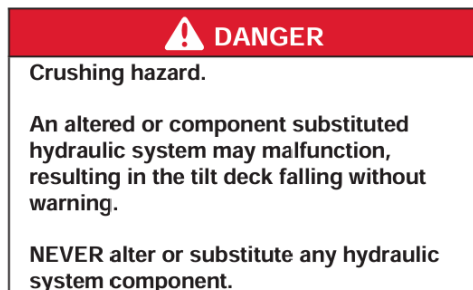 DANGER
Crushing hazard.
An altered or component substituted
hydraulic system may malfunction,
resulting in the tilt deck falling without
warning.
NEVER alter or substitute any hydraulic
system component.